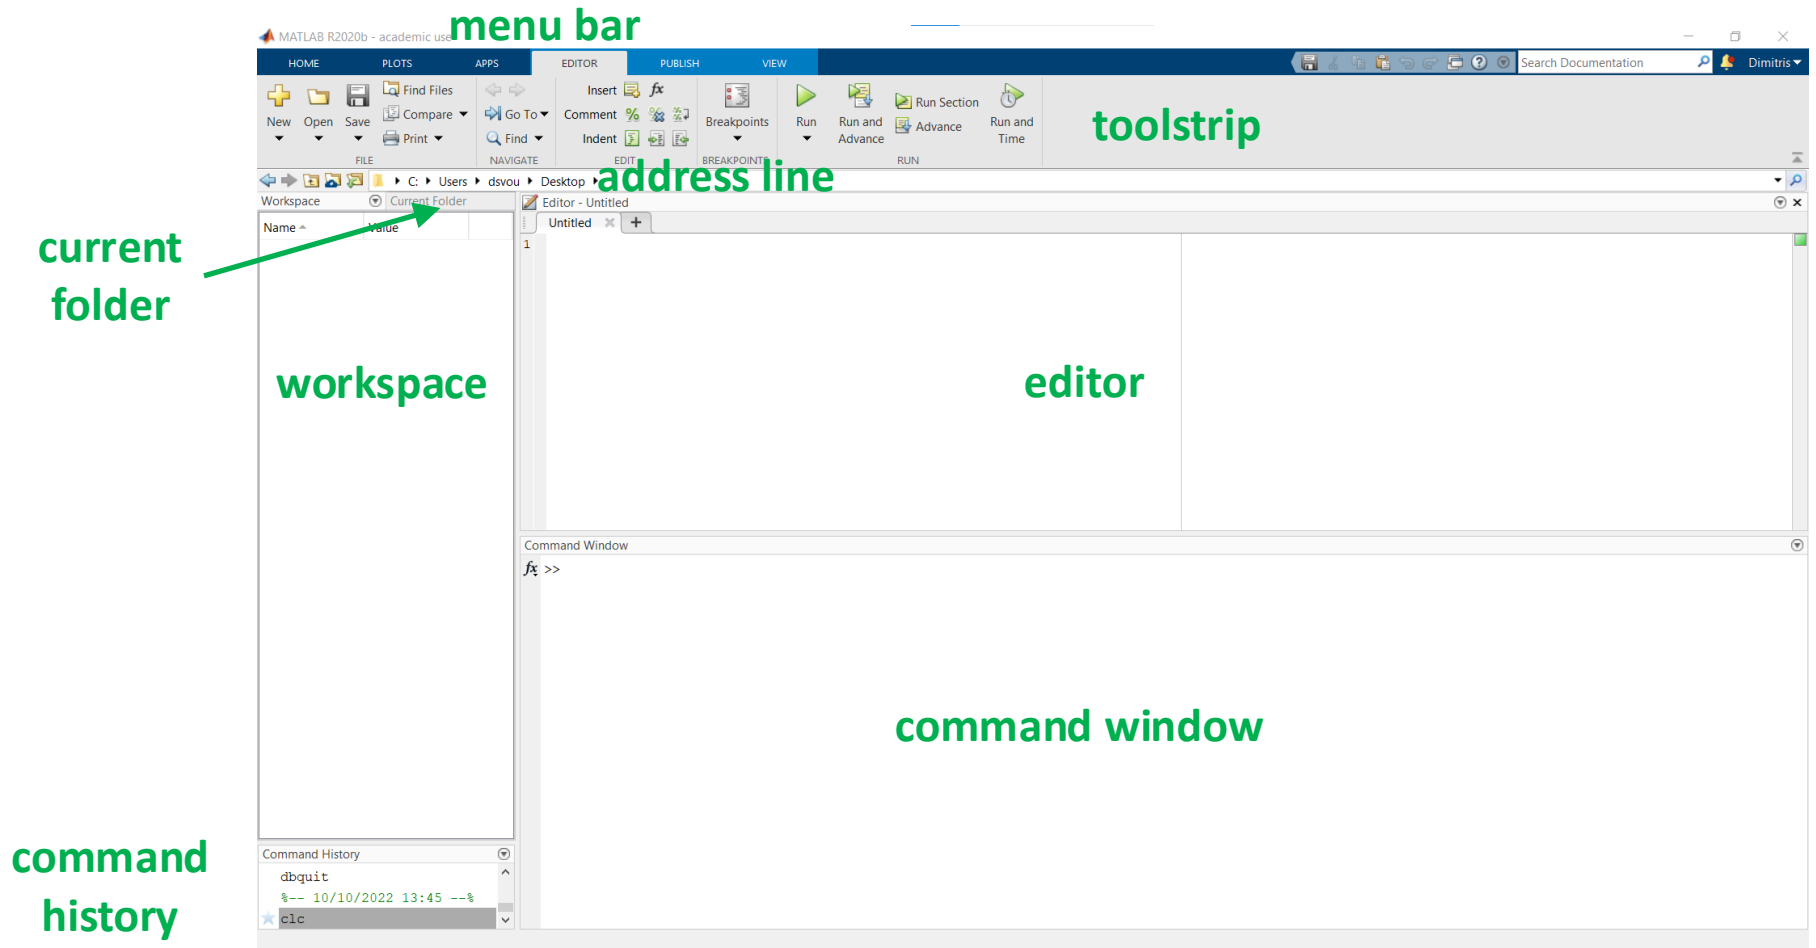 menu bar
MATLAB R2020b - academic use
HOME PLOTS APPS EDITOR PUBLISH VIEW Search Documentation Dimitris
Find Files Insert fx
New Open Save Compare Go To Comment Breakpoints Run Run and Advance Run Section Advance Run and Time
Print Find Indent
toolstrip
FILE NAVIGATE EDIT BREAKPOINTS RUN
C: Users dsvou Desktop
address line
Workspace Current Folder Editor - Untitled
Name Value Untitled +
1
current
folder
workspace
editor
Command Window
fx >>
command window
command
history
Command History
dbquit
%-- 10/10/2022 13:45 --%
clc